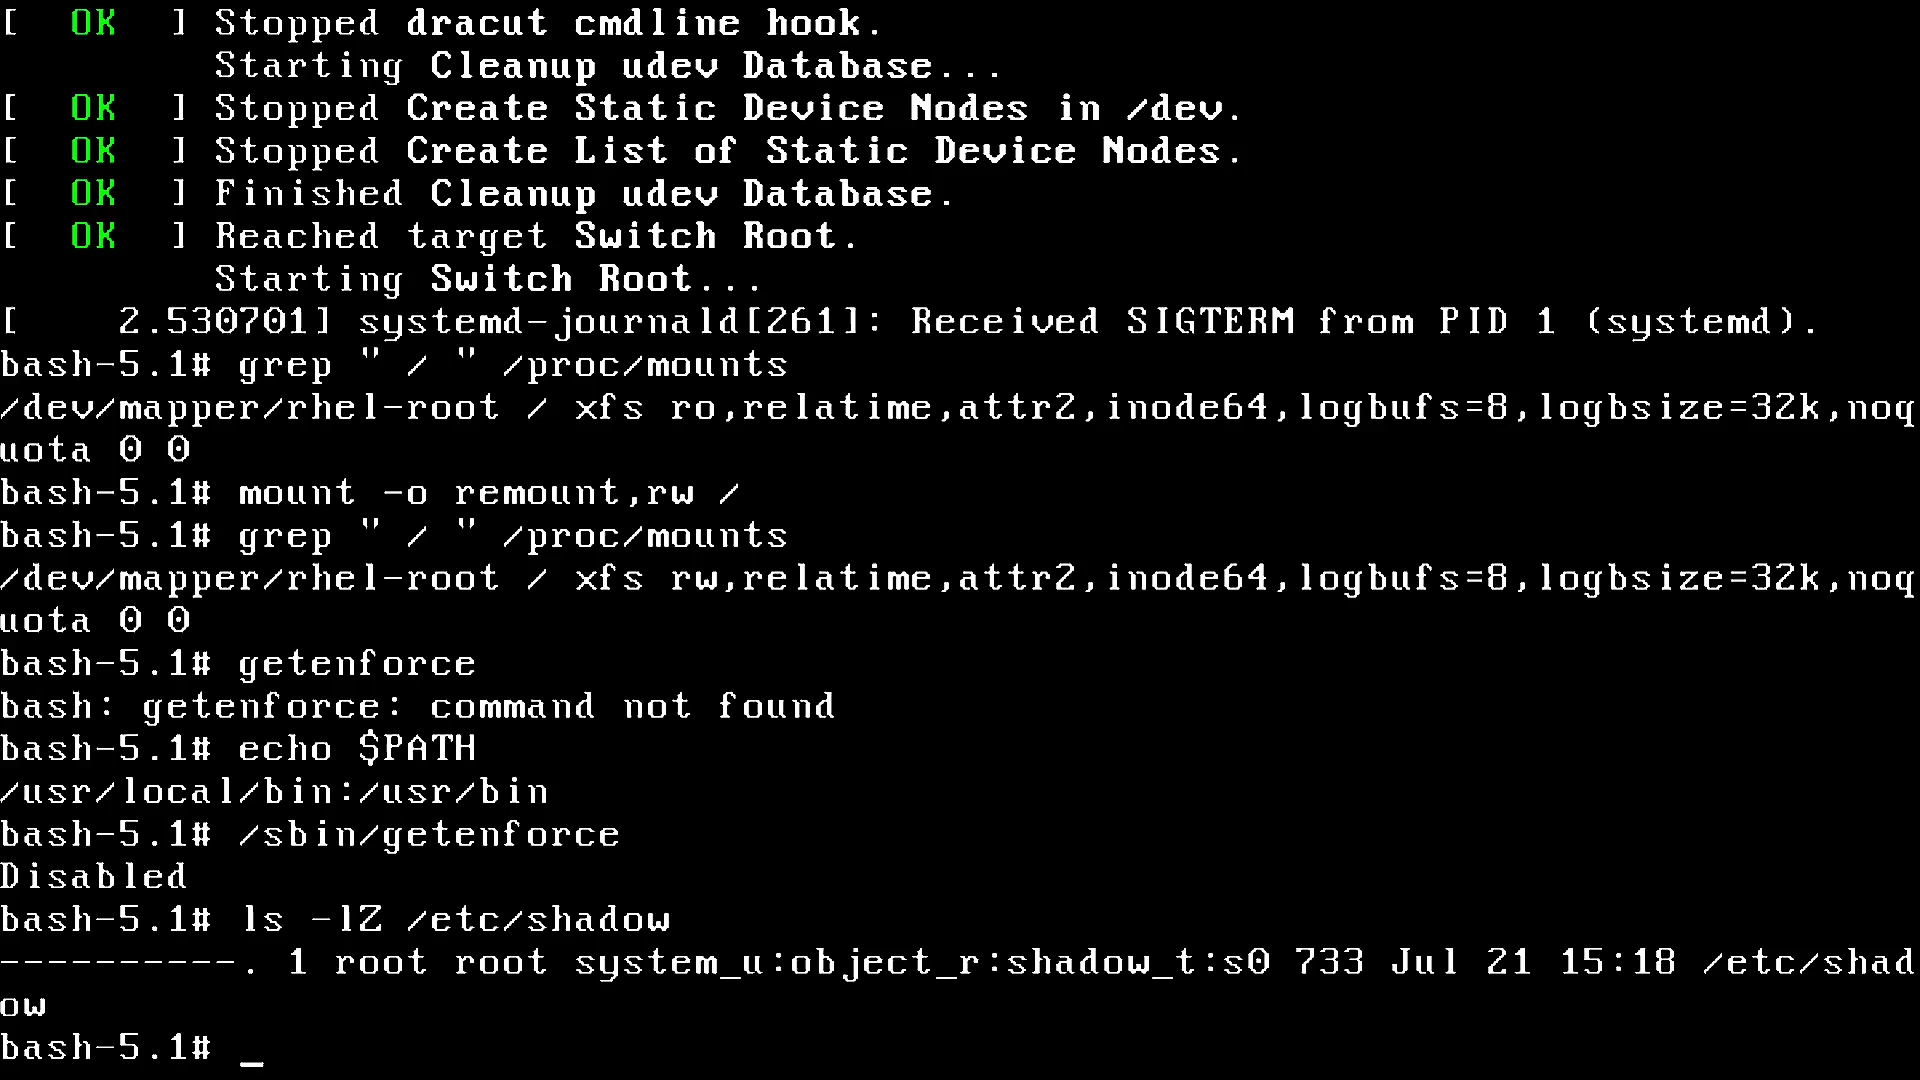 [  OK  ] Stopped dracut cmdline hook.
         Starting Cleanup udev Database...
[  OK  ] Stopped Create Static Device Nodes in /dev.
[  OK  ] Stopped Create List of Static Device Nodes.
[  OK  ] Finished Cleanup udev Database.
[  OK  ] Reached target Switch Root.
         Starting Switch Root...
[    2.530701] systemd-journald[261]: Received SIGTERM from PID 1 (systemd).
bash-5.1# grep " / " /proc/mounts
/dev/mapper/rhel-root / xfs ro,relatime,attr2,inode64,logbufs=8,logbsize=32k,noq
uota 0 0
bash-5.1# mount -o remount,rw /
bash-5.1# grep " / " /proc/mounts
/dev/mapper/rhel-root / xfs rw,relatime,attr2,inode64,logbufs=8,logbsize=32k,noq
uota 0 0
bash-5.1# getenforce
bash: getenforce: command not found
bash-5.1# echo $PATH
/usr/local/bin:/usr/bin
bash-5.1# /sbin/getenforce
Disabled
bash-5.1# ls -lZ /etc/shadow
----------. 1 root root system_u:object_r:shadow_t:s0 733 Jul 21 15:18 /etc/shad
ow
bash-5.1# _